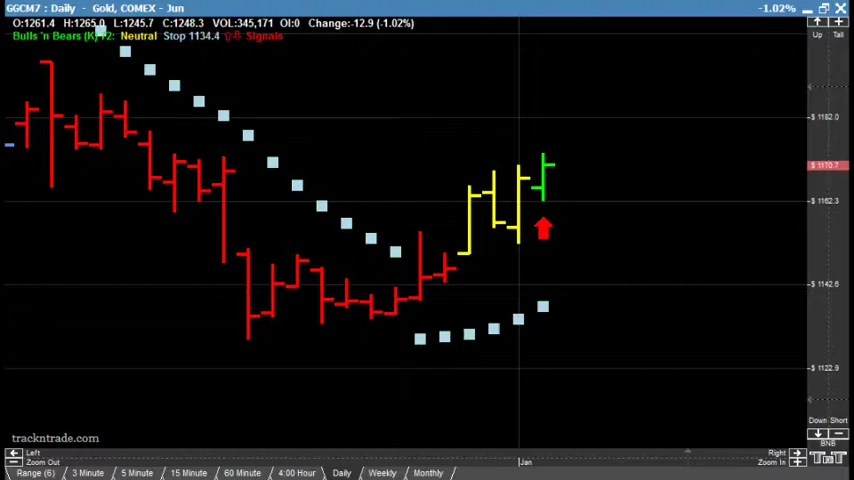 GGCM7 : Daily - Gold, COMEX - Jun
-1.02%
O:1261.4 H:1265.0 L:1245.7 C:1248.3 VOL:345,171 OI:0 Change:-12.9 (-1.02%)
Bulls 'n Bears (K) Neutral Stop 1134.4 Signals
Up Tall
$ 1182.0
$ 1170.7
$ 1162.3
$ 1142.6
$ 1122.9
Down Short
BNB
tracktrade.com
Left Right
Zoom Out Jan Zoom In
Range (6) 3 Minute 5 Minute 15 Minute 60 Minute 4:00 Hour Daily Weekly Monthly